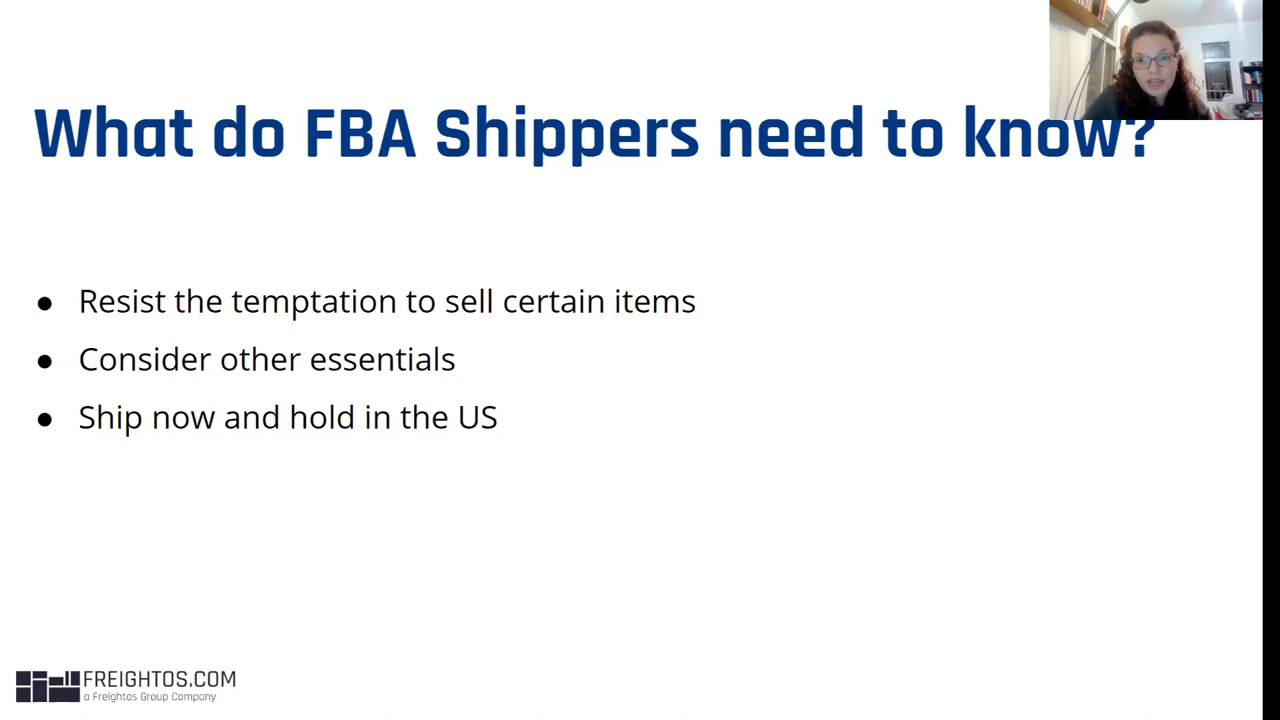 What do FBA Shippers need to know?
● Resist the temptation to sell certain items
● Consider other essentials
● Ship now and hold in the US
FREIGHTOS.COM
a Freightos Group Company